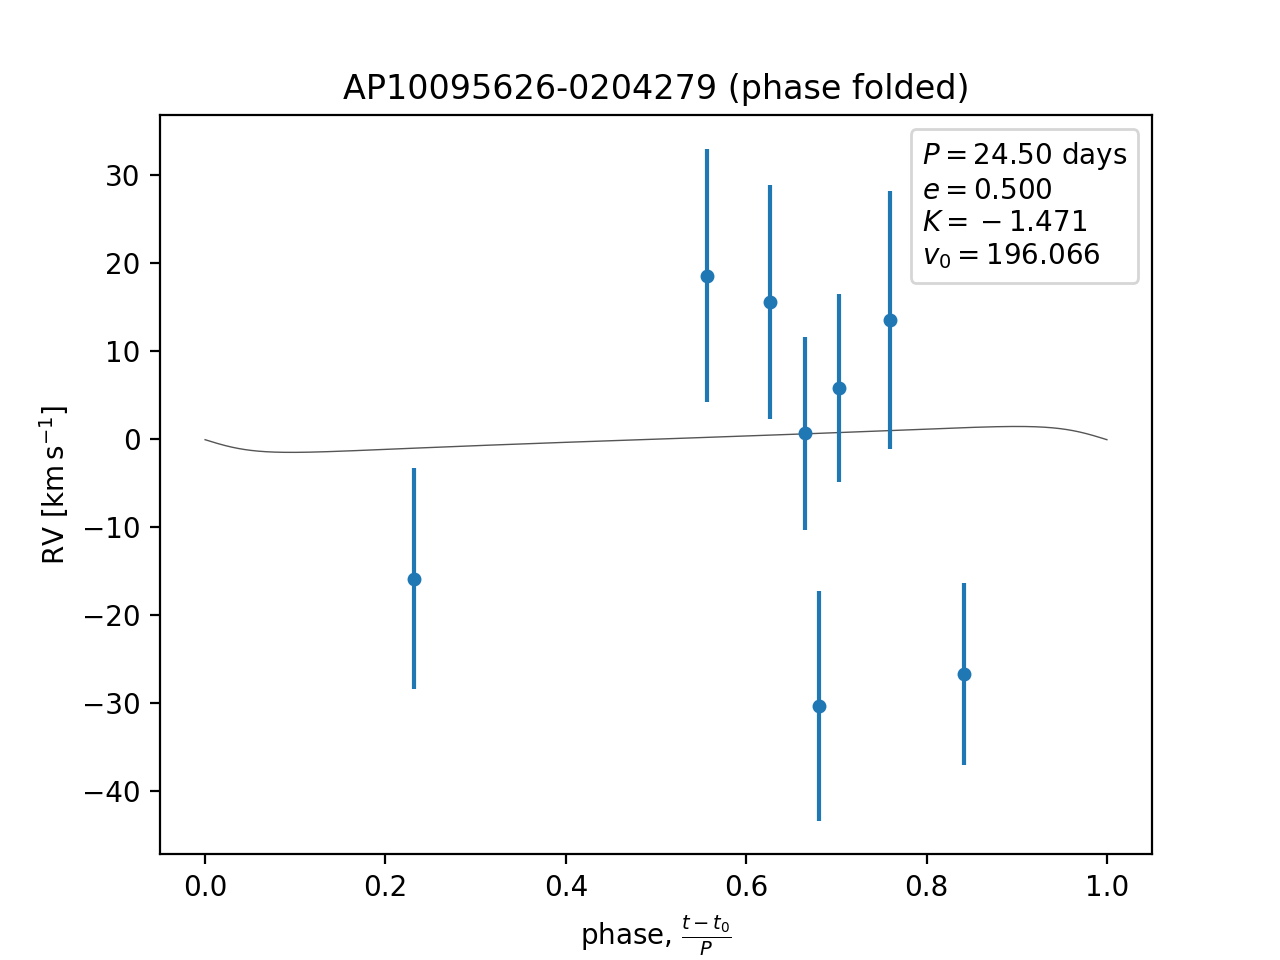 AP10095626-0204279 (phase folded)
P = 24.50 days
e = 0.500
K = −1.471
v₀ = 196.066
30
20
10
0
−10
−20
−30
−40
RV [km s⁻¹]
0.0 0.2 0.4 0.6 0.8 1.0
phase, (t − t₀)/P